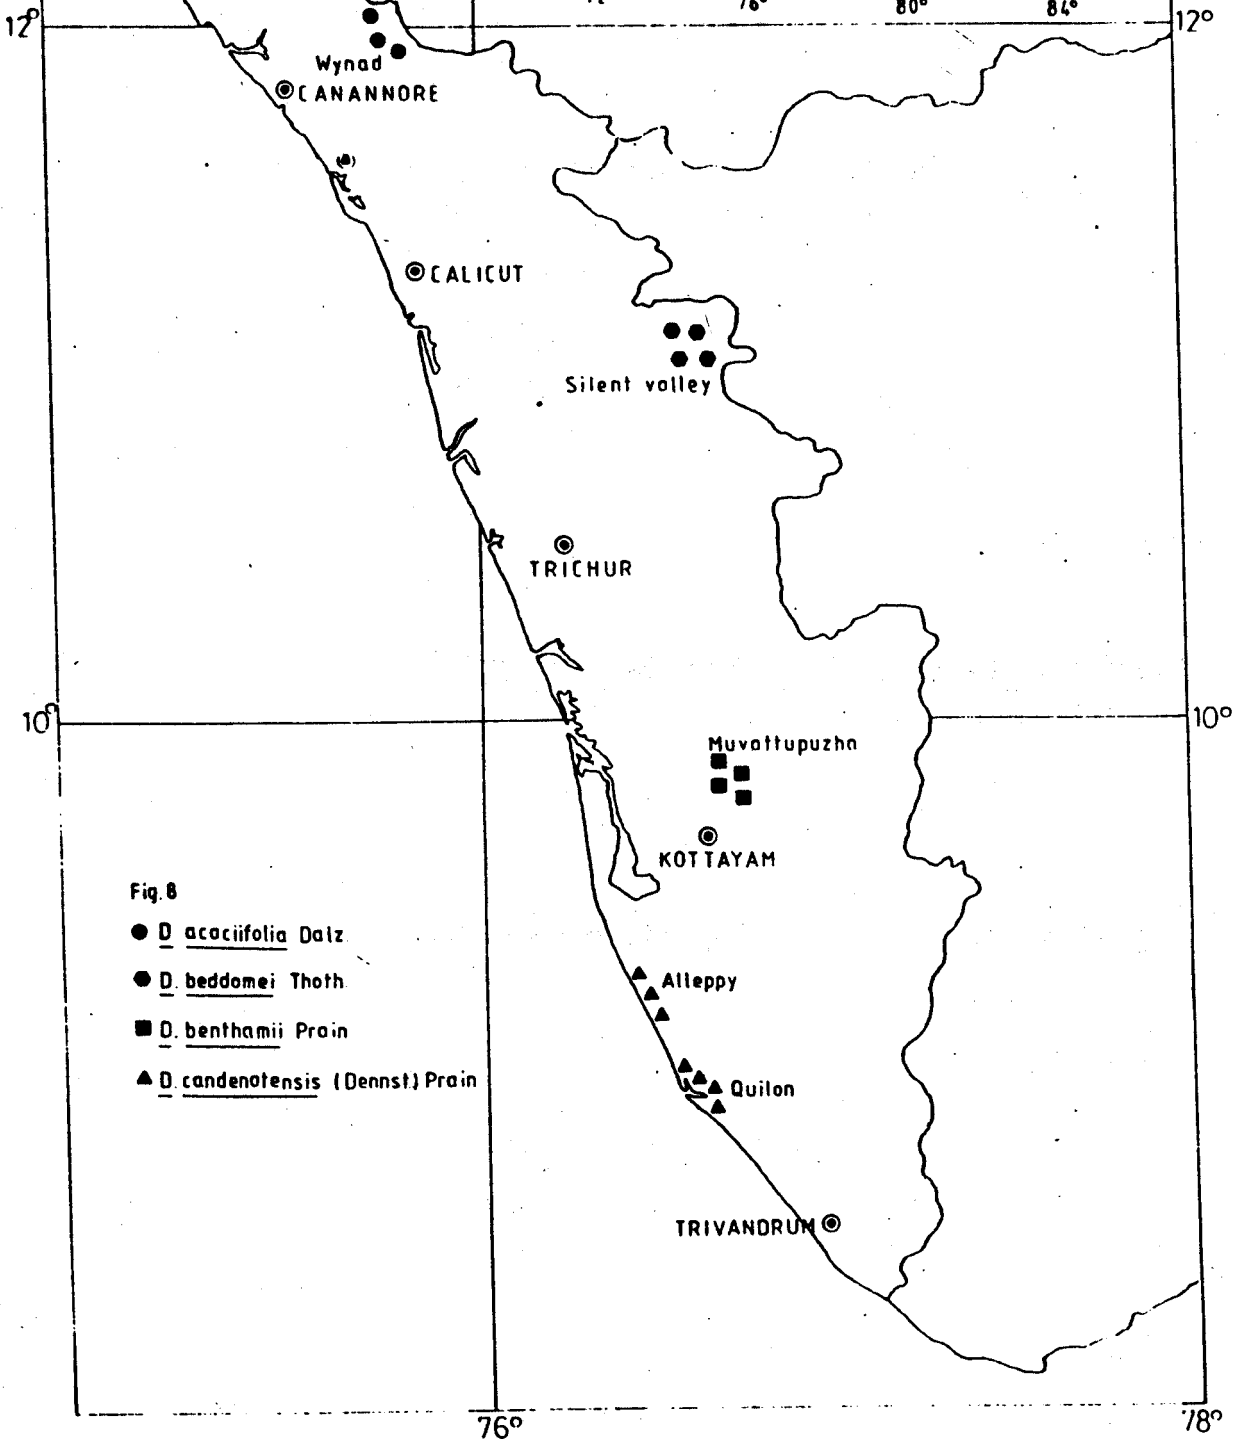 76° 80° 84°
12° 12°
Wynad
CANANNORE
CALICUT
Silent valley
TRICHUR
10° 10°
Muvattupuzha
KOTTAYAM
Fig. 8
D acaciifolia Dalz.
D. beddomei Thoth.
D. benthamii Prain
D. candenatensis (Dennst.) Prain
Alleppy
Quilon
TRIVANDRUM
76° 78°